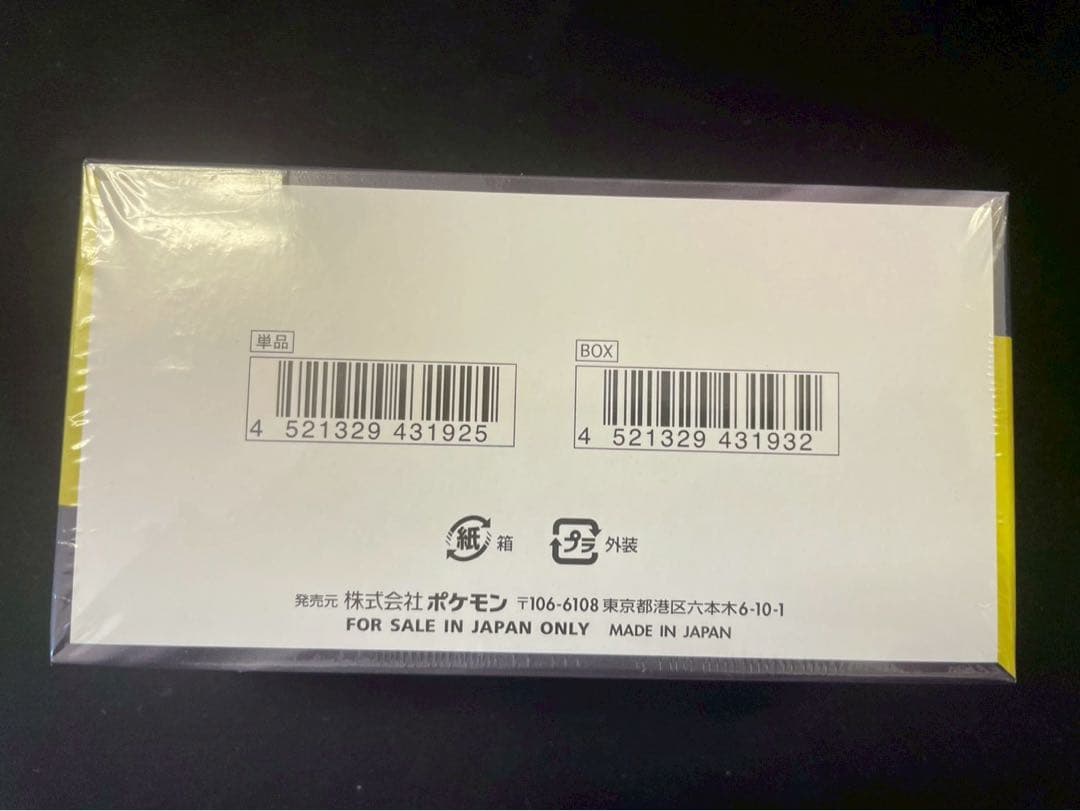 単品
4 521329 431925
BOX
4 521329 431932
紙 箱
プラ 外装
発売元 株式会社 ポケモン 〒106-6108 東京都港区六本木6-10-1
FOR SALE IN JAPAN ONLY MADE IN JAPAN